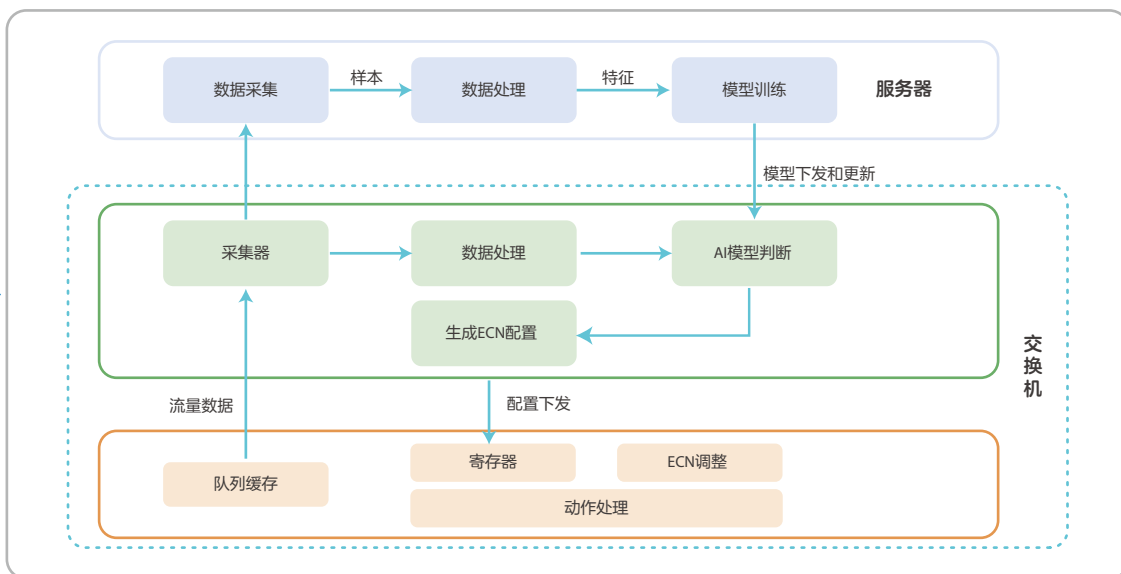 数据采集
样本
数据处理
特征
模型训练
服务器
模型下发和更新
采集器
数据处理
AI模型判断
生成ECN配置
交换机
流量数据
配置下发
队列缓存
寄存器
ECN调整
动作处理